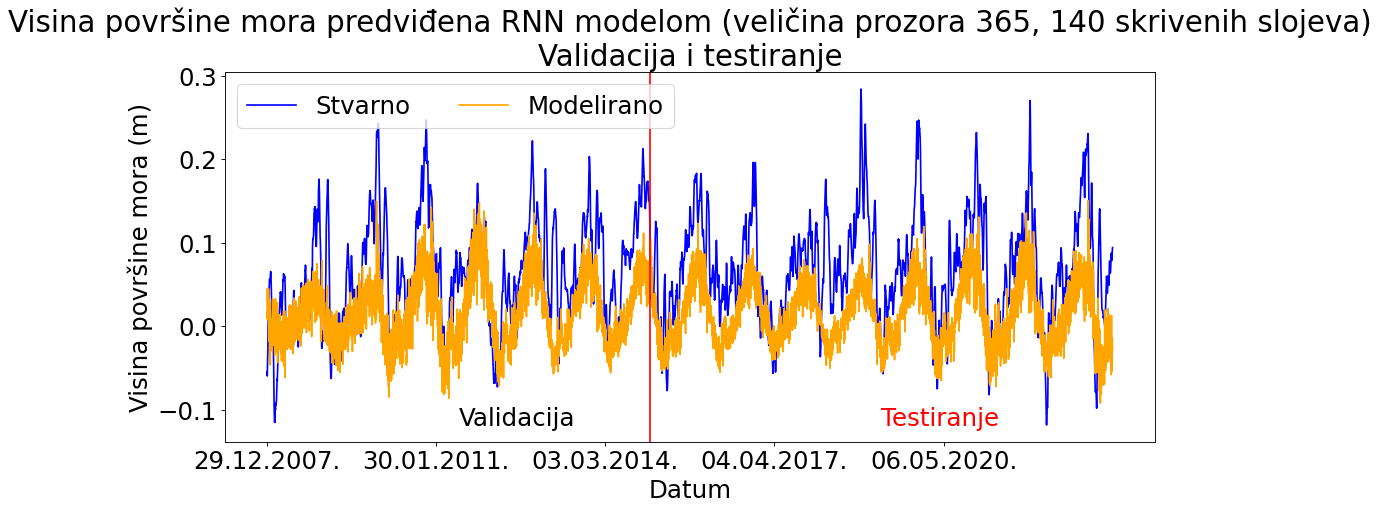 Visina površine mora predviđena RNN modelom (veličina prozora 365, 140 skrivenih slojeva)
Validacija i testiranje
Stvarno
Modelirano
Visina površine mora (m)
0.3
0.2
0.1
0.0
−0.1
Validacija
Testiranje
29.12.2007.
30.01.2011.
03.03.2014.
04.04.2017.
06.05.2020.
Datum